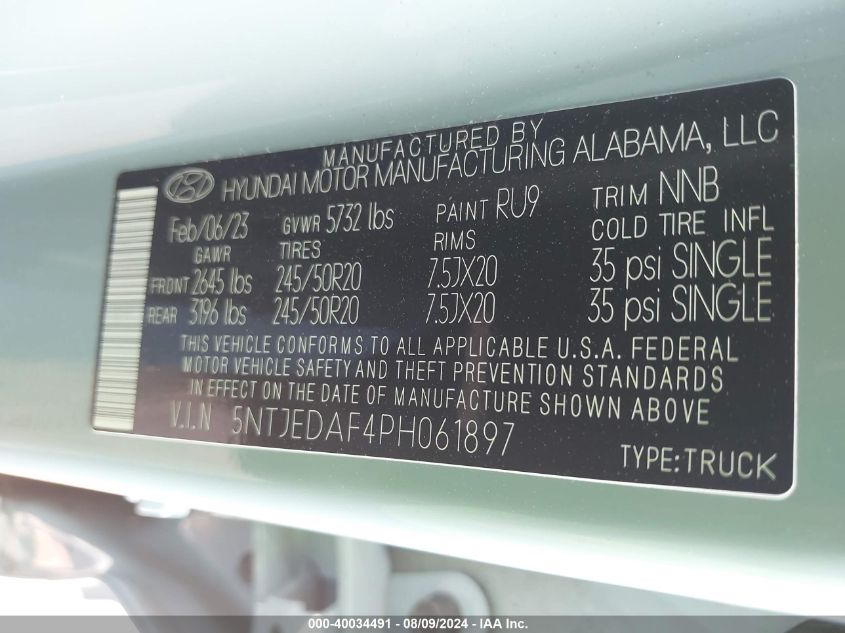 MANUFACTURED BY
HYUNDAI MOTOR MANUFACTURING ALABAMA, LLC
Feb/06/23 GVWR 5732 lbs PAINT RU9 TRIM NNB
GAWR TIRES RIMS COLD TIRE INFL
FRONT 2645 lbs 245/50R20 7.5JX20 35 psi SINGLE
REAR 3196 lbs 245/50R20 7.5JX20 35 psi SINGLE
THIS VEHICLE CONFORMS TO ALL APPLICABLE U.S.A. FEDERAL
MOTOR VEHICLE SAFETY AND THEFT PREVENTION STANDARDS
IN EFFECT ON THE DATE OF MANUFACTURE SHOWN ABOVE
V.I.N 5NTJEDAF4PH061897
TYPE:TRUCK
000-40034491 - 08/09/2024 - IAA Inc.